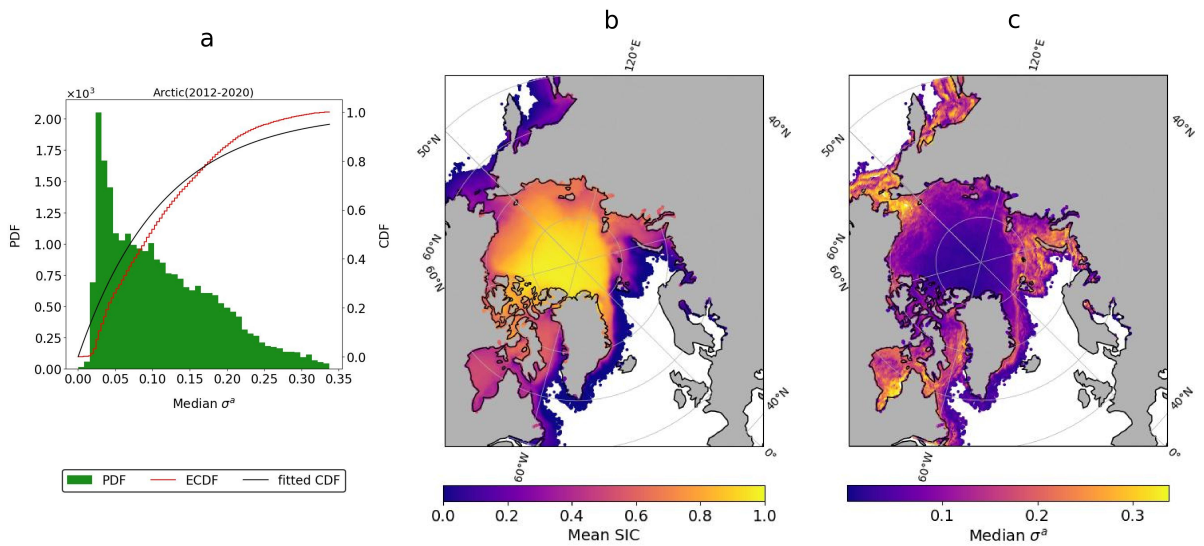 a
b
c
×10³
Arctic(2012-2020)
2.00
1.75
1.50
1.25
1.00
0.75
0.50
0.25
0.00
PDF
1.0
0.8
0.6
0.4
0.2
0.0
CDF
0.00 0.05 0.10 0.15 0.20 0.25 0.30 0.35
Median σᵃ
PDF ECDF fitted CDF
120°E
40°N
50°N
60°N
60°N
40°N
0°
60°W
0.0 0.2 0.4 0.6 0.8 1.0
Mean SIC
120°E
40°N
50°N
60°N
60°N
40°N
0°
60°W
0.1 0.2 0.3
Median σᵃ